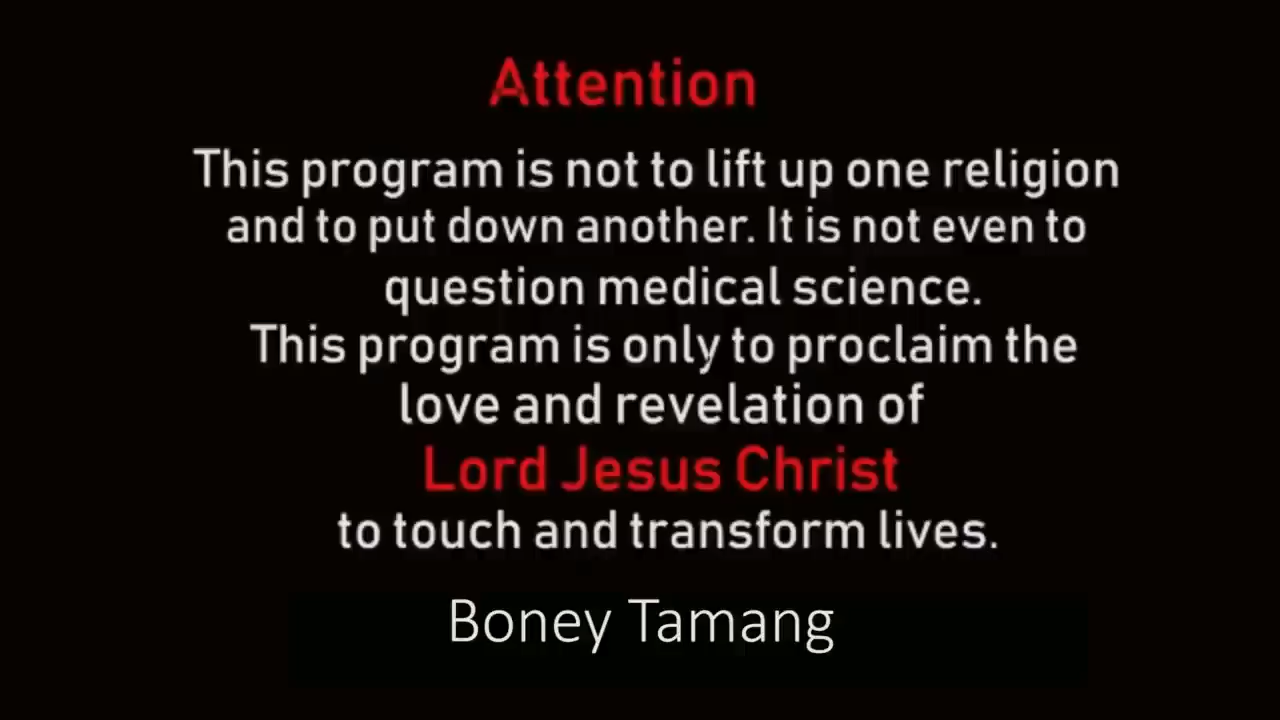 Attention
This program is not to lift up one religion
and to put down another. It is not even to
question medical science.
This program is only to proclaim the
love and revelation of
Lord Jesus Christ
to touch and transform lives.
Boney Tamang